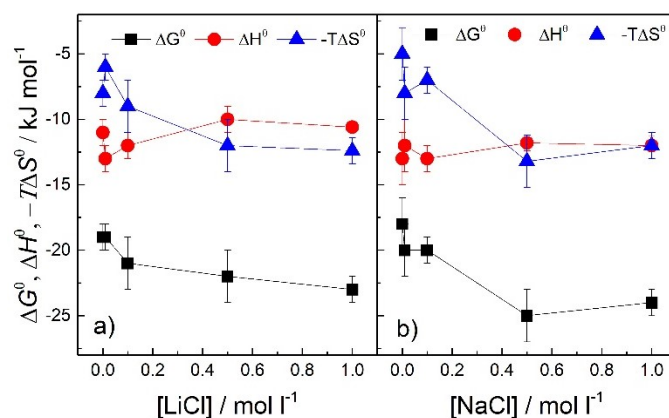 ΔG⁰ ΔH⁰ -TΔS⁰
ΔG⁰ ΔH⁰ -TΔS⁰
ΔG⁰, ΔH⁰, −TΔS⁰ / kJ mol⁻¹
-5
-10
-15
-20
-25
a)
b)
0.0 0.2 0.4 0.6 0.8 1.0
0.0 0.2 0.4 0.6 0.8 1.0
[LiCl] / mol l⁻¹
[NaCl] / mol l⁻¹